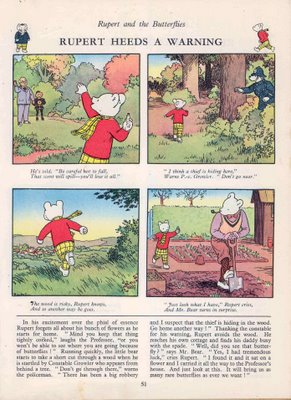 Rupert and the Butterflies
RUPERT HEEDS A WARNING
He's told, "Be careful not to fall,
That scent will spill—you'll lose it all."
"I think a thief is hiding here,"
Warns P.c. Growler. "Don't go near."
The wood is risky, Rupert knows,
And so another way he goes.
"Just look what I have," Rupert cries,
And Mr. Bear turns in surprise.
In his excitement over the phial of essence
Rupert forgets all about his bunch of flowers as he
starts for home. "Mind you keep that thing
tightly corked," laughs the Professor, "or you
won't be able to see where you are going because
of butterflies!" Running quickly, the little bear
starts to take a short cut through a wood when he
is startled by Constable Growler who appears from
behind a tree. "Don't go through there," warns
the policeman. "There has been a big robbery
and I suspect that the thief is hiding in the wood.
Go home another way!" Thanking the constable
for his warning, Rupert avoids the wood. He
reaches his own cottage and finds his daddy busy
with the spade. "Well, did you see that butter-
fly?" says Mr. Bear. "Yes, I had tremendous
luck," cries Rupert. "I found it and it sat on a
flower and I carried it all the way to the Professor's
house. And just look at this. It will bring us as
many rare butterflies as ever we want!"
51